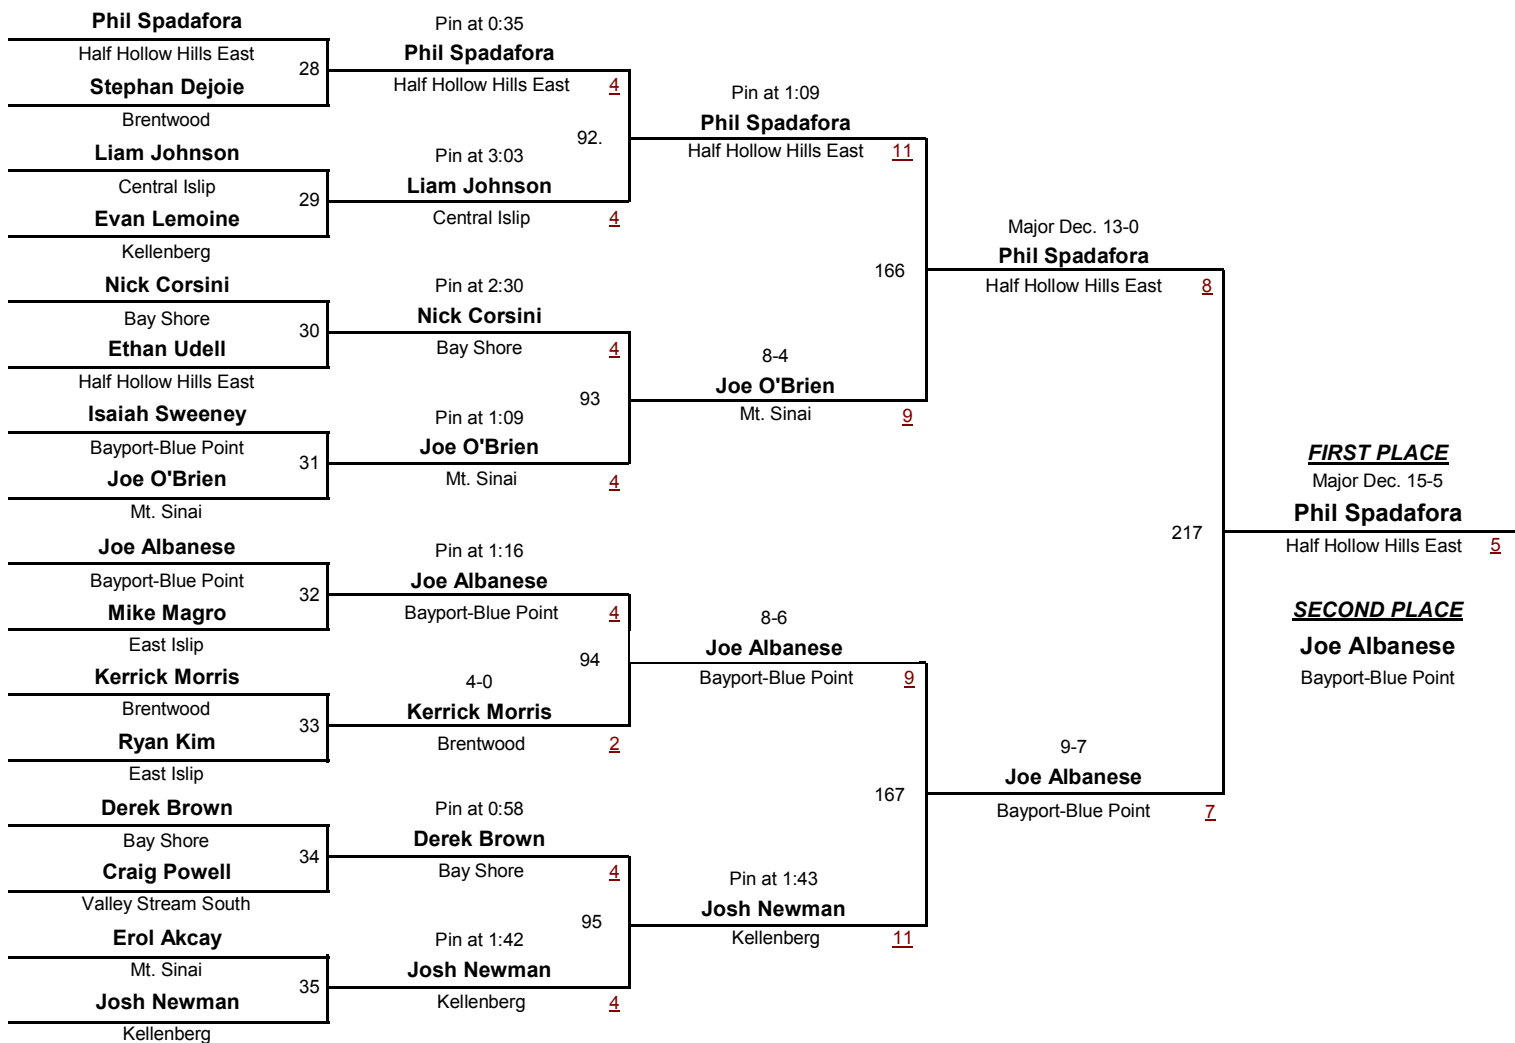 Phil Spadafora
Half Hollow Hills East
28
Stephan Dejoie
Brentwood
Liam Johnson
Central Islip
29
Evan Lemoine
Kellenberg
Nick Corsini
Bay Shore
30
Ethan Udell
Half Hollow Hills East
Isaiah Sweeney
Bayport-Blue Point
31
Joe O'Brien
Mt. Sinai
Joe Albanese
Bayport-Blue Point
32
Mike Magro
East Islip
Kerrick Morris
Brentwood
33
Ryan Kim
East Islip
Derek Brown
Bay Shore
34
Craig Powell
Valley Stream South
Erol Akcay
Mt. Sinai
35
Josh Newman
Kellenberg
Pin at 0:35
Phil Spadafora
Half Hollow Hills East 4
92.
Pin at 3:03
Liam Johnson
Central Islip 4
Pin at 2:30
Nick Corsini
Bay Shore 4
93
Pin at 1:09
Joe O'Brien
Mt. Sinai 4
Pin at 1:16
Joe Albanese
Bayport-Blue Point 4
94
4-0
Kerrick Morris
Brentwood 2
Pin at 0:58
Derek Brown
Bay Shore 4
95
Pin at 1:42
Josh Newman
Kellenberg 4
Pin at 1:09
Phil Spadafora
Half Hollow Hills East 11
166
8-4
Joe O'Brien
Mt. Sinai 9
8-6
Joe Albanese
Bayport-Blue Point 9
167
Pin at 1:43
Josh Newman
Kellenberg 11
Major Dec. 13-0
Phil Spadafora
Half Hollow Hills East 8
217
9-7
Joe Albanese
Bayport-Blue Point 7
FIRST PLACE
Major Dec. 15-5
Phil Spadafora
Half Hollow Hills East 5
SECOND PLACE
Joe Albanese
Bayport-Blue Point